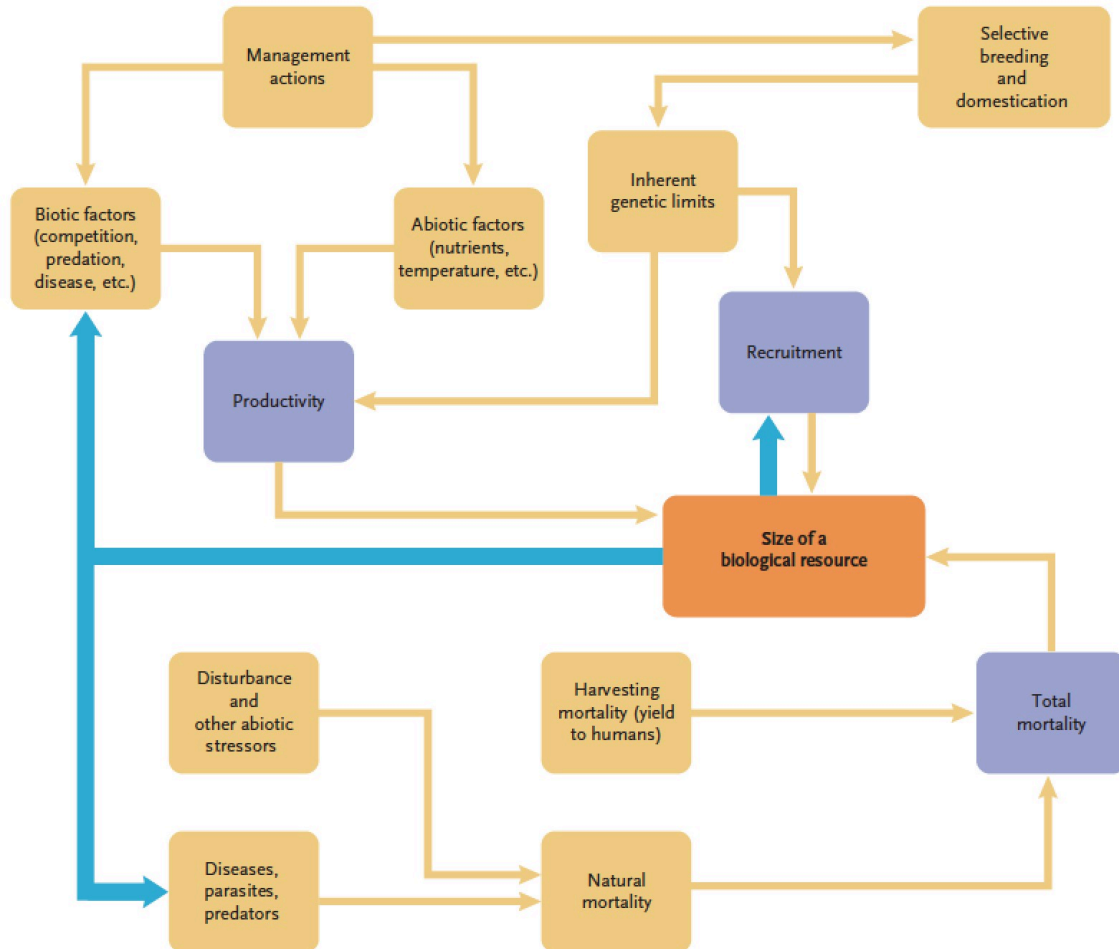 Management
actions
Selective
breeding
and
domestication
Biotic factors
(competition,
predation,
disease, etc.)
Abiotic factors
(nutrients,
temperature, etc.)
Inherent
genetic limits
Productivity
Recruitment
Size of a
biological resource
Disturbance
and
other abiotic
stressors
Harvesting
mortality (yield
to humans)
Total
mortality
Diseases,
parasites,
predators
Natural
mortality